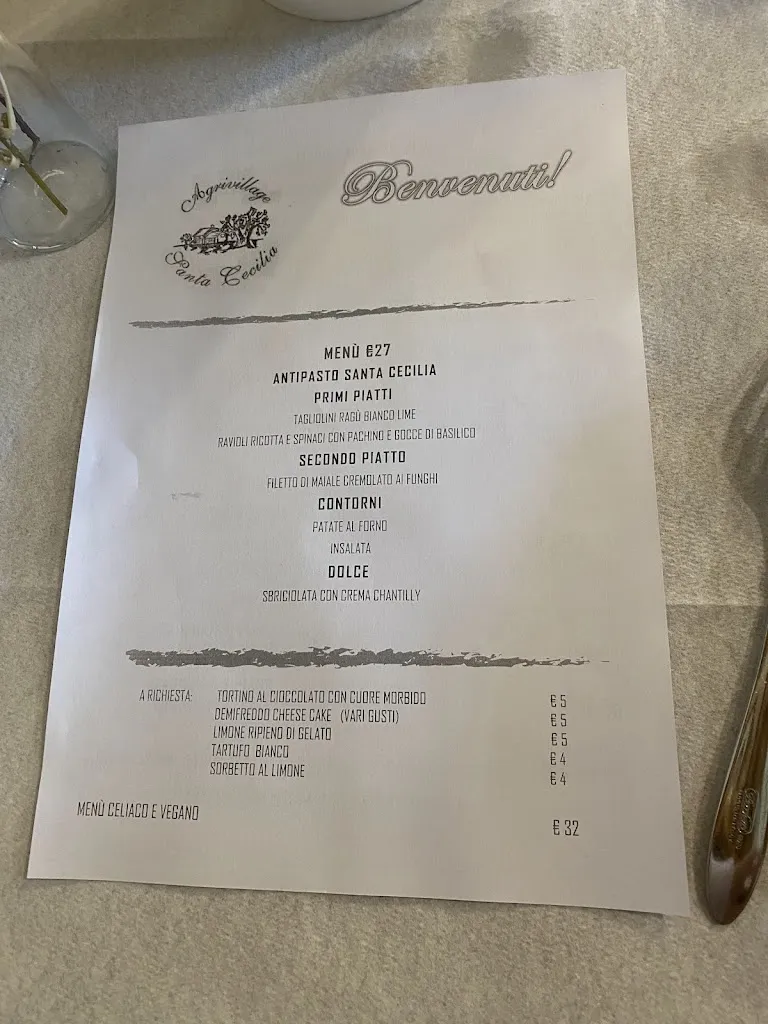 Agrivillage
Santa Cecilia
Benvenuti!
MENÙ €27
ANTIPASTO SANTA CECILIA
PRIMI PIATTI
TAGLIOLINI RAGÙ BIANCO LIME
RAVIOLI RICOTTA E SPINACI CON PACHINO E GOCCE DI BASILICO
SECONDO PIATTO
FILETTO DI MAIALE CREMOLATO AI FUNGHI
CONTORNI
PATATE AL FORNO
INSALATA
DOLCE
SBRICIOLATA CON CREMA CHANTILLY
A RICHIESTA: TORTINO AL CIOCCOLATO CON CUORE MORBIDO € 5
DEMIFREDDO CHEESE CAKE (VARI GUSTI) € 5
LIMONE RIPIENO DI GELATO € 5
TARTUFO BIANCO € 4
SORBETTO AL LIMONE € 4
MENÙ CELIACO E VEGANO € 32